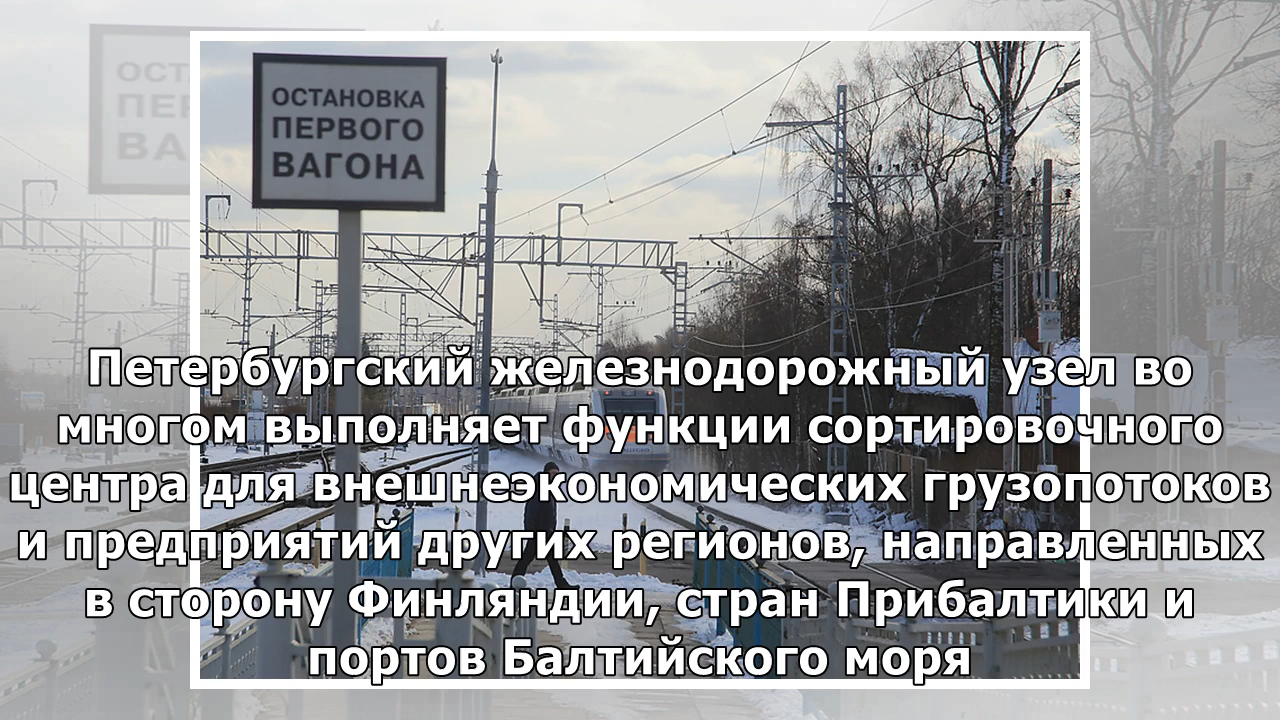 ОСТАНОВКА
ПЕРВОГО
ВАГОНА
Петербургский железнодорожный узел во
многом выполняет функции сортировочного
центра для внешнеэкономических грузопотоков
и предприятий других регионов, направленных
в сторону Финляндии, стран Прибалтики и
портов Балтийского моря